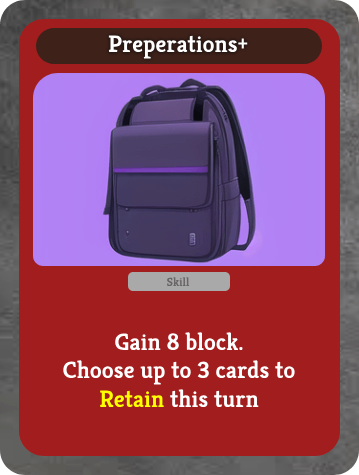 Preperations+
Skill
Gain 8 block.
Choose up to 3 cards to
Retain this turn